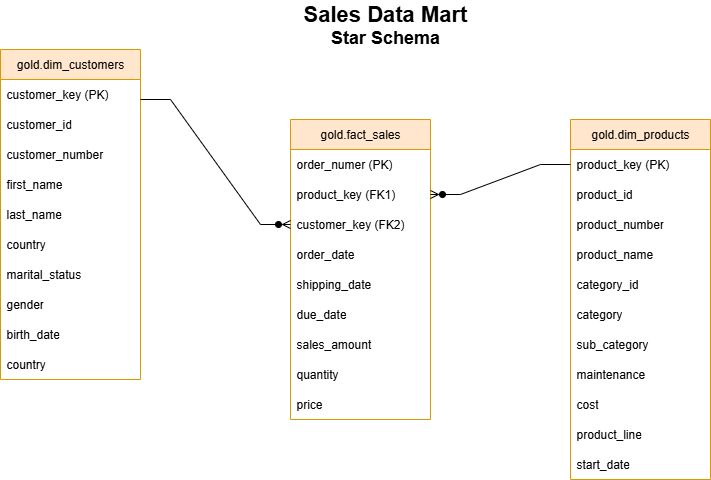 Sales Data Mart
Star Schema
gold.dim_customers
customer_key (PK)
customer_id
customer_number
first_name
last_name
country
marital_status
gender
birth_date
country
gold.fact_sales
order_numer (PK)
product_key (FK1)
customer_key (FK2)
order_date
shipping_date
due_date
sales_amount
quantity
price
gold.dim_products
product_key (PK)
product_id
product_number
product_name
category_id
category
sub_category
maintenance
cost
product_line
start_date